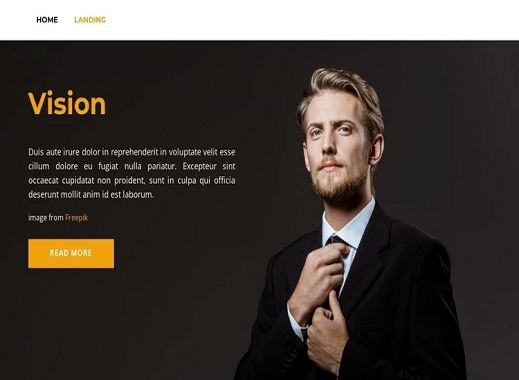 HOME LANDING
Vision
Duis aute irure dolor in reprehenderit in voluptate velit esse
cillum dolore eu fugiat nulla pariatur. Excepteur sint
occaecat cupidatat non proident, sunt in culpa qui officia
deserunt mollit anim id est laborum.
image from Freepik
READ MORE